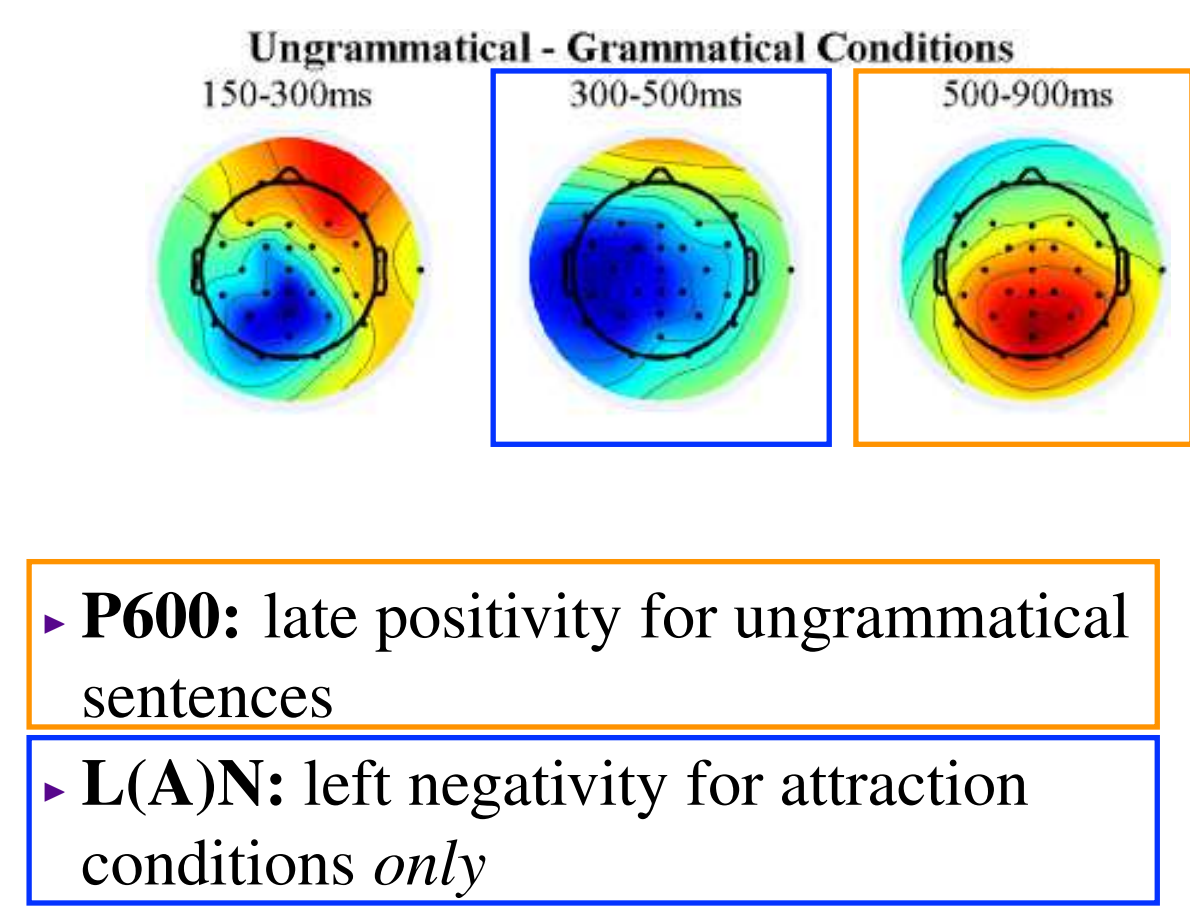 Ungrammatical - Grammatical Conditions
150-300ms 300-500ms 500-900ms
▸ P600: late positivity for ungrammatical
sentences
▸ L(A)N: left negativity for attraction
conditions only